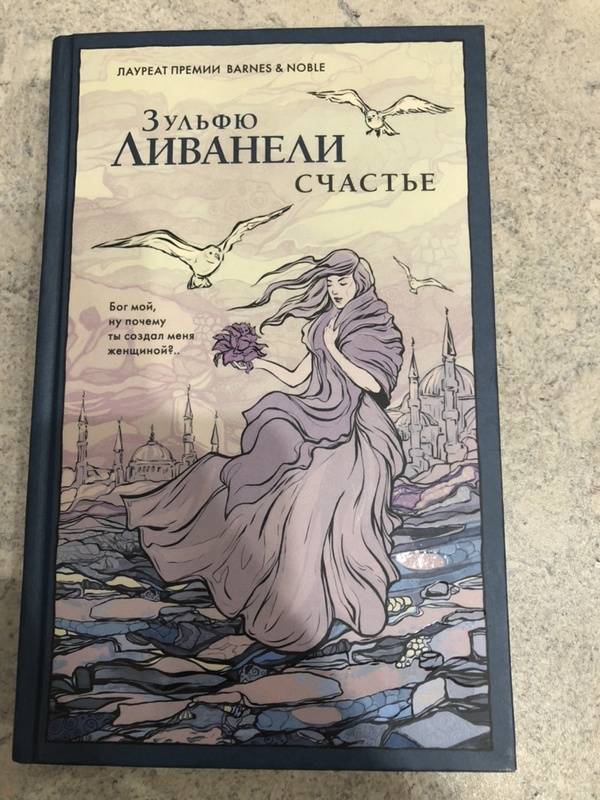 ЛАУРЕАТ ПРЕМИИ BARNES & NOBLE
Зульфю
Ливанели
счастье
Бог мой,
ну почему
ты создал меня
женщиной?..